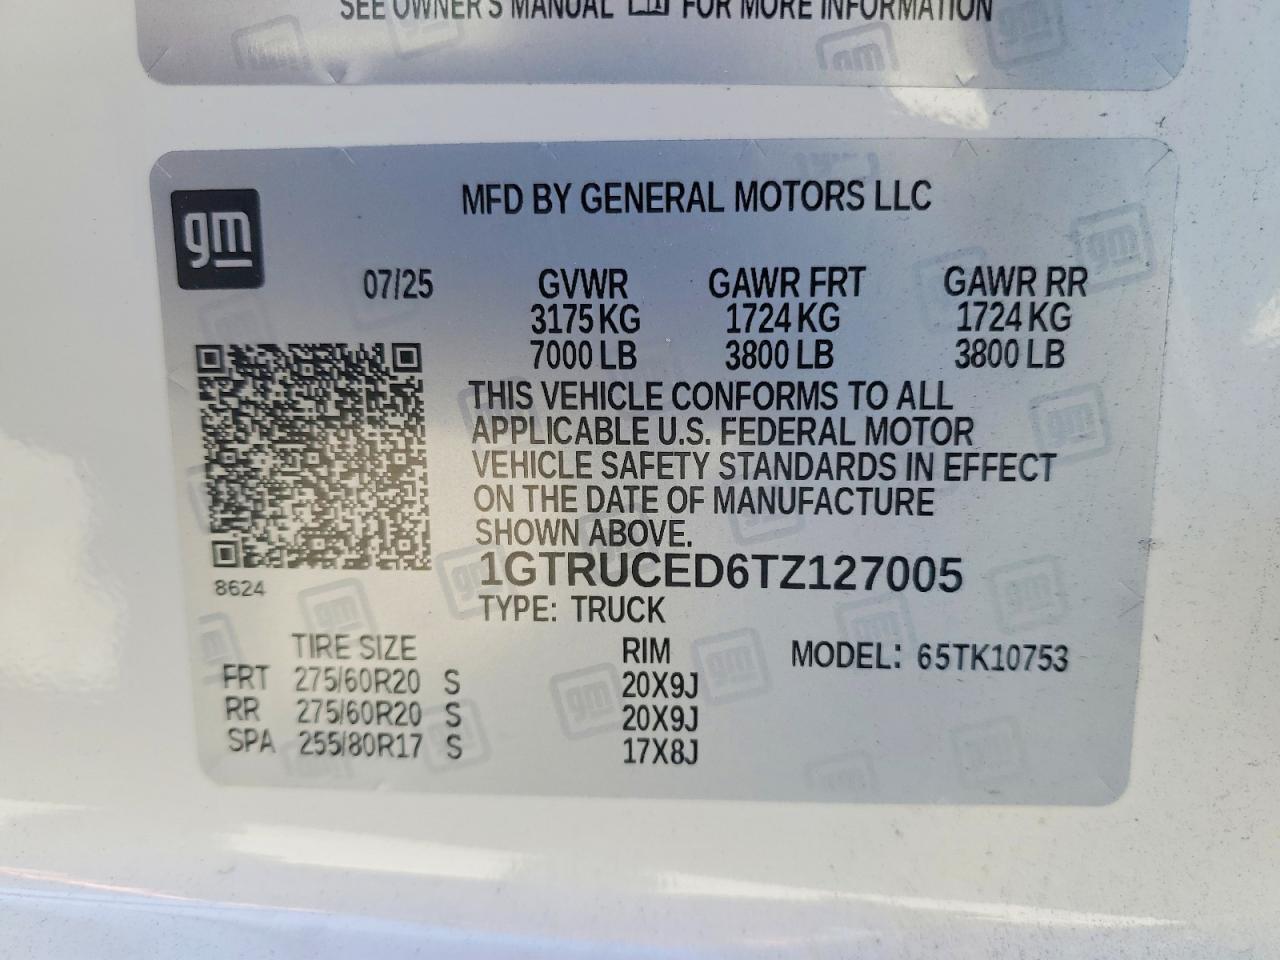 SEE OWNER'S MANUAL FOR MORE INFORMATION
gm
MFD BY GENERAL MOTORS LLC
07/25 GVWR GAWR FRT GAWR RR
3175 KG 1724 KG 1724 KG
7000 LB 3800 LB 3800 LB
THIS VEHICLE CONFORMS TO ALL
APPLICABLE U.S. FEDERAL MOTOR
VEHICLE SAFETY STANDARDS IN EFFECT
ON THE DATE OF MANUFACTURE
SHOWN ABOVE.
8624
1GTRUCED6TZ127005
TYPE: TRUCK
TIRE SIZE RIM MODEL: 65TK10753
FRT 275/60R20 S 20X9J
RR 275/60R20 S 20X9J
SPA 255/80R17 S 17X8J